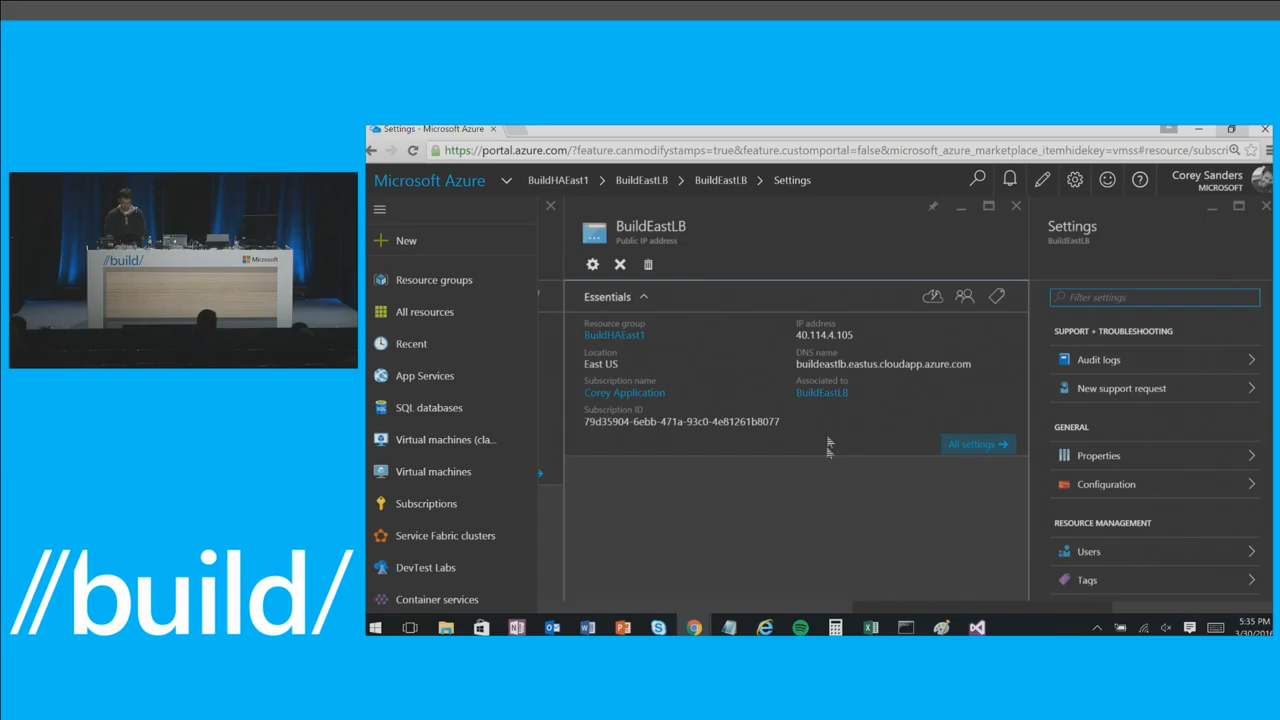 Settings - Microsoft Azure
https://portal.azure.com/?feature.canmodifystamps=true&feature.customportal=false&microsoft_azure_marketplace_itemhidekey=vmss#resource/subscri
Microsoft Azure
BuildHAEast1 > BuildEastLB > BuildEastLB > Settings
Corey Sanders
MICROSOFT
New
Resource groups
All resources
Recent
App Services
SQL databases
Virtual machines (cla...
Virtual machines
Subscriptions
Service Fabric clusters
DevTest Labs
Container services
BuildEastLB
Public IP address
Essentials
Resource group
BuildHAEast1
Location
East US
Subscription name
Corey Application
Subscription ID
79d35904-6ebb-471a-93c0-4e81261b8077
IP address
40.114.4.105
DNS name
buildeastlb.eastus.cloudapp.azure.com
Associated to
BuildEastLB
All settings
Settings
BuildEastLB
Filter settings
SUPPORT + TROUBLESHOOTING
Audit logs
New support request
GENERAL
Properties
Configuration
RESOURCE MANAGEMENT
Users
Tags
5:35 PM
3/30/2016
//build/
Microsoft
//build/